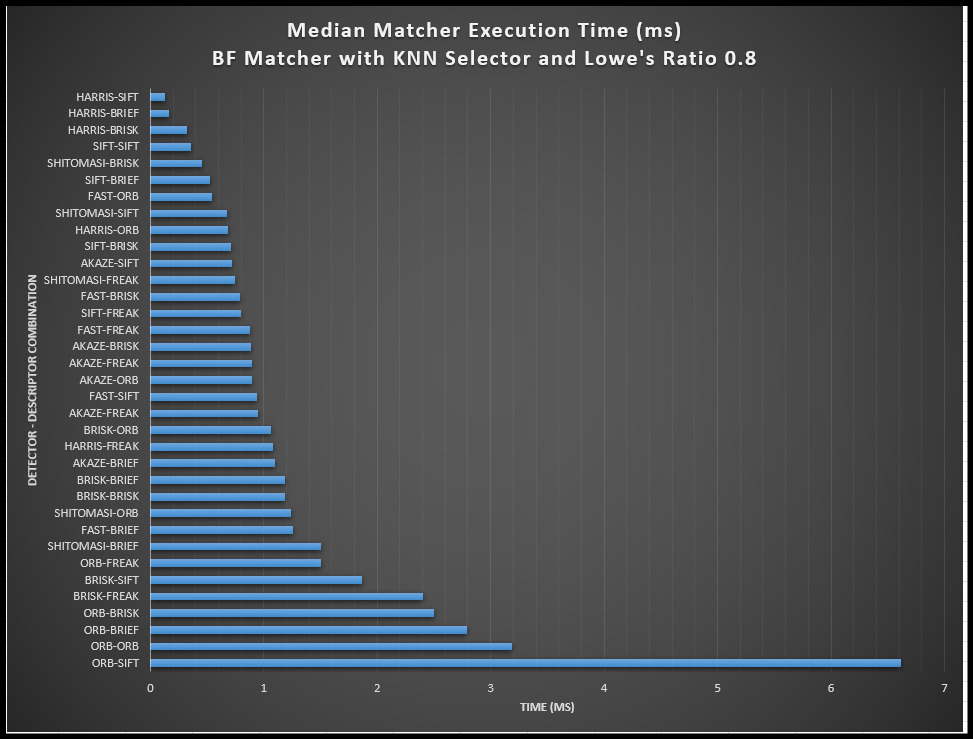 Median Matcher Execution Time (ms)
BF Matcher with KNN Selector and Lowe's Ratio 0.8
DETECTOR - DESCRIPTOR COMBINATION
HARRIS-SIFT
HARRIS-BRIEF
HARRIS-BRISK
SIFT-SIFT
SHITOMASI-BRISK
SIFT-BRIEF
FAST-ORB
SHITOMASI-SIFT
HARRIS-ORB
SIFT-BRISK
AKAZE-SIFT
SHITOMASI-FREAK
FAST-BRISK
SIFT-FREAK
FAST-FREAK
AKAZE-BRISK
AKAZE-FREAK
AKAZE-ORB
FAST-SIFT
AKAZE-FREAK
BRISK-ORB
HARRIS-FREAK
AKAZE-BRIEF
BRISK-BRIEF
BRISK-BRISK
SHITOMASI-ORB
FAST-BRIEF
SHITOMASI-BRIEF
ORB-FREAK
BRISK-SIFT
BRISK-FREAK
ORB-BRISK
ORB-BRIEF
ORB-ORB
ORB-SIFT
0 1 2 3 4 5 6 7
TIME (MS)